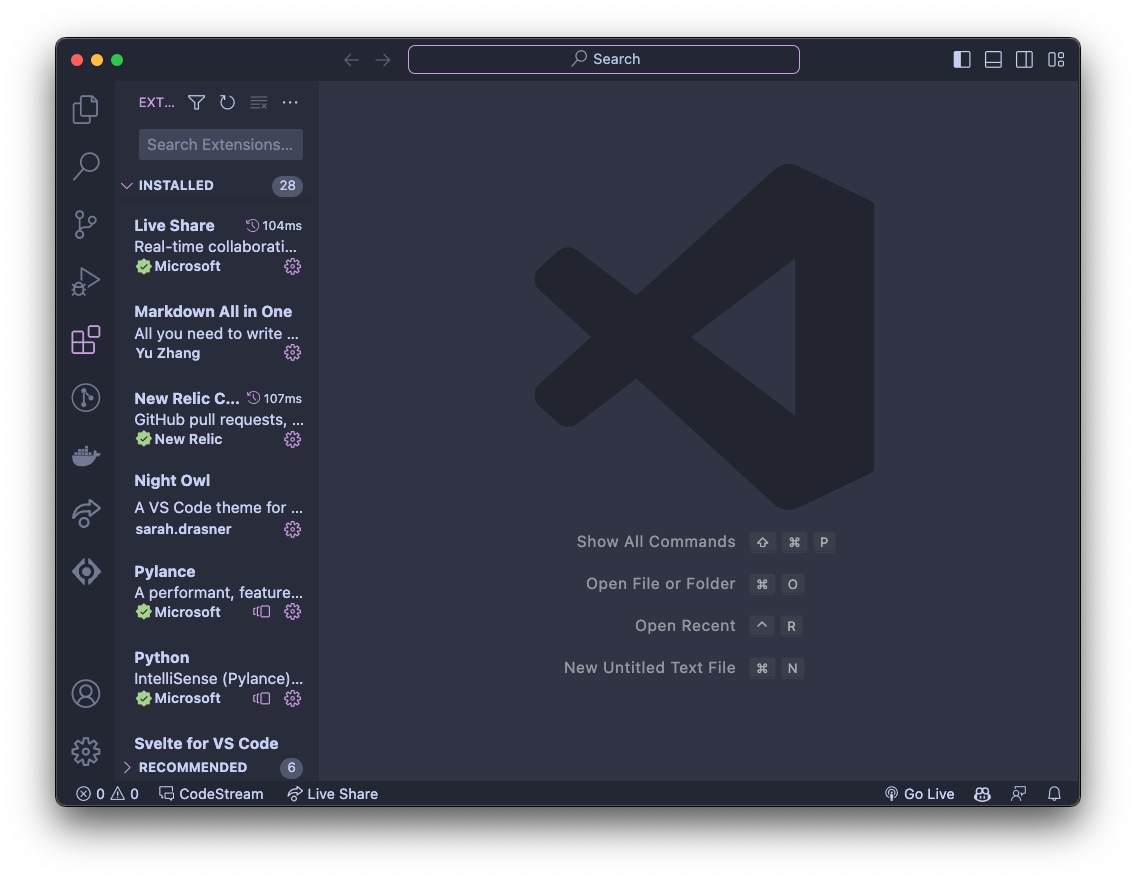 Search
EXT...
Search Extensions...
INSTALLED 28
Live Share 104ms
Real-time collaborati...
Microsoft
Markdown All in One
All you need to write ...
Yu Zhang
New Relic C... 107ms
GitHub pull requests, ...
New Relic
Night Owl
A VS Code theme for ...
sarah.drasner
Pylance
A performant, feature...
Microsoft
Python
IntelliSense (Pylance)...
Microsoft
Svelte for VS Code
RECOMMENDED 6
Show All Commands ⇧ ⌘ P
Open File or Folder ⌘ O
Open Recent ⌃ R
New Untitled Text File ⌘ N
0 0 CodeStream Live Share Go Live